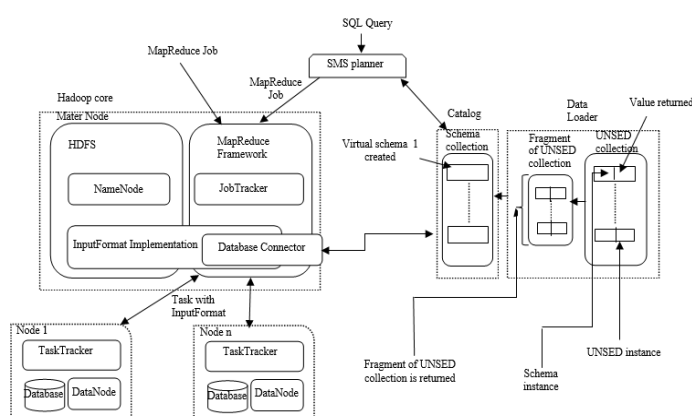 SQL Query
SMS planner
MapReduce Job
MapReduce
Job
Hadoop core
Mater Node
HDFS
NameNode
MapReduce
Framework
JobTracker
InputFormat Implementation
Database Connector
Catalog
Schema
collection
Virtual schema 1
created
Data
Loader
Value returned
Fragment
of UNSED
collection
UNSED
collection
Task with
InputFormat
Node 1
TaskTracker
Database
DataNode
Node n
TaskTracker
Database
DataNode
Fragment of UNSED
collection is returned
Schema
instance
UNSED instance